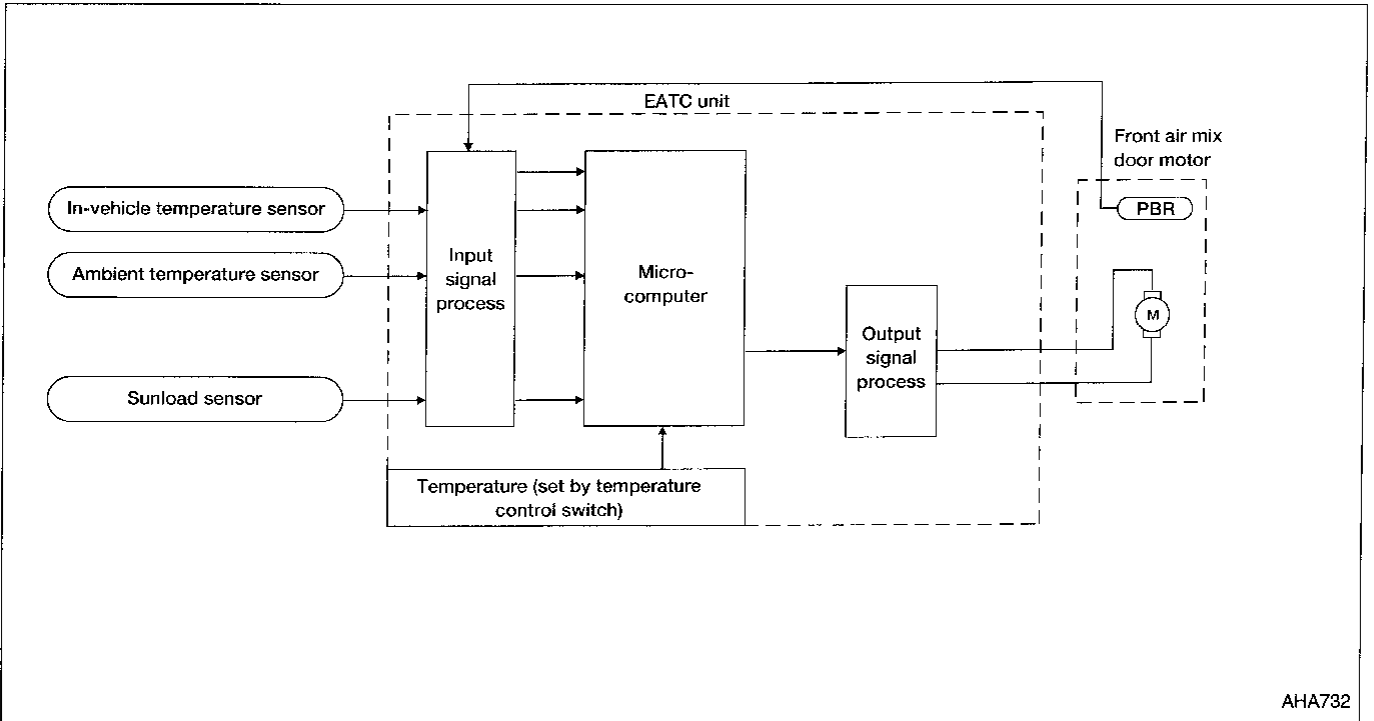 EATC unit
Front air mix
door motor
In-vehicle temperature sensor
PBR
Input
signal
process
Ambient temperature sensor
Micro-
computer
M
Output
signal
process
Sunload sensor
Temperature (set by temperature
control switch)
AHA732